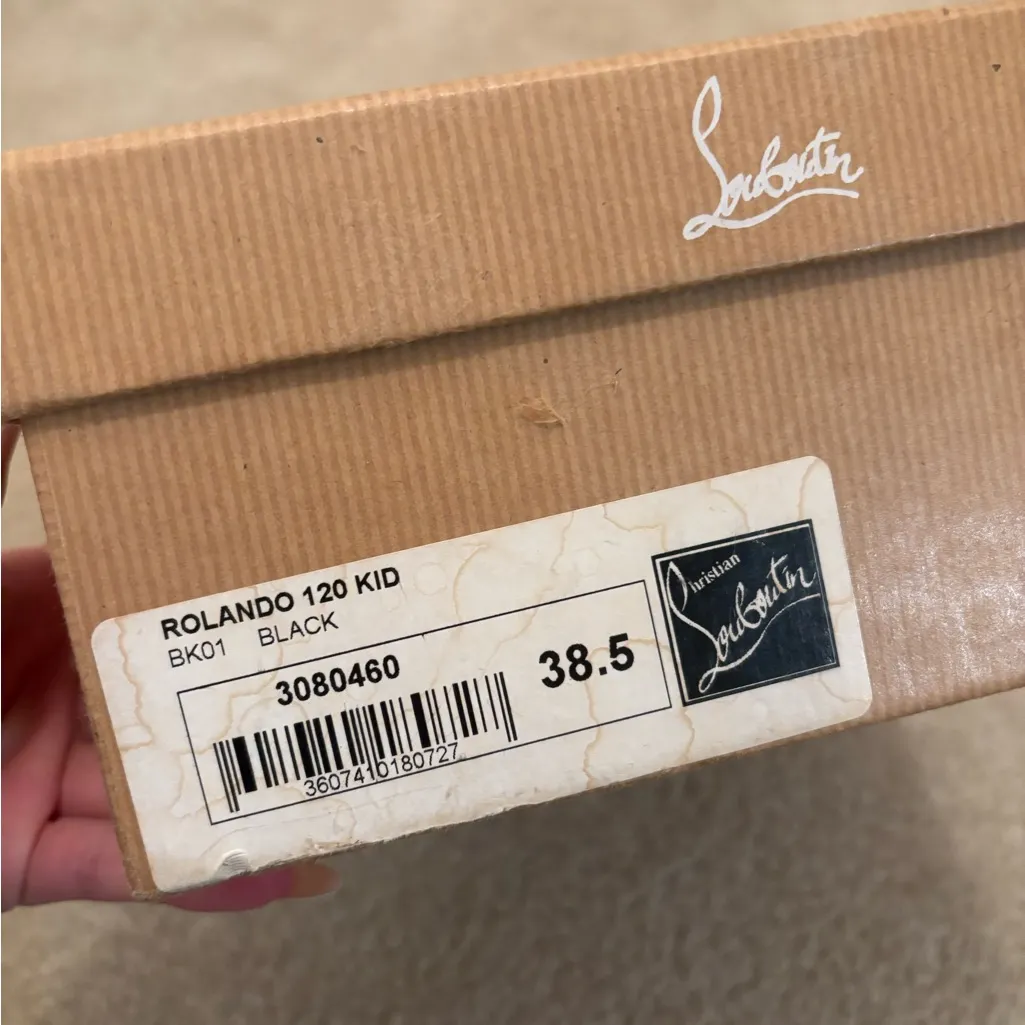 Louboutin
ROLANDO 120 KID
BK01 BLACK
3080460
38.5
3607410180727
Christian
Louboutin